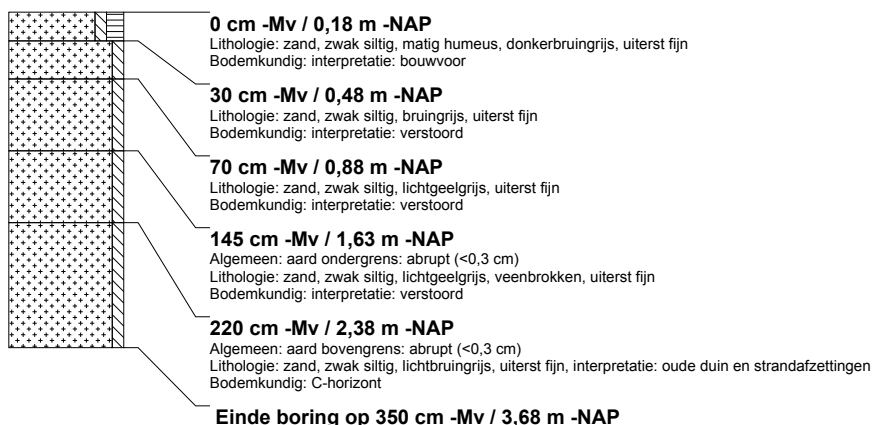 0 cm -Mv / 0,18 m -NAP
Lithologie: zand, zwak siltig, matig humeus, donkerbruingrijs, uiterst fijn
Bodemkundig: interpretatie: bouwvoor
30 cm -Mv / 0,48 m -NAP
Lithologie: zand, zwak siltig, bruingrijs, uiterst fijn
Bodemkundig: interpretatie: verstoord
70 cm -Mv / 0,88 m -NAP
Lithologie: zand, zwak siltig, lichtgeelgrijs, uiterst fijn
Bodemkundig: interpretatie: verstoord
145 cm -Mv / 1,63 m -NAP
Algemeen: aard ondergrens: abrupt (<0,3 cm)
Lithologie: zand, zwak siltig, lichtgeelgrijs, veenbrokken, uiterst fijn
Bodemkundig: interpretatie: verstoord
220 cm -Mv / 2,38 m -NAP
Algemeen: aard bovengrens: abrupt (<0,3 cm)
Lithologie: zand, zwak siltig, lichtbruingrijs, uiterst fijn, interpretatie: oude duin en strandafzettingen
Bodemkundig: C-horizont
Einde boring op 350 cm -Mv / 3,68 m -NAP